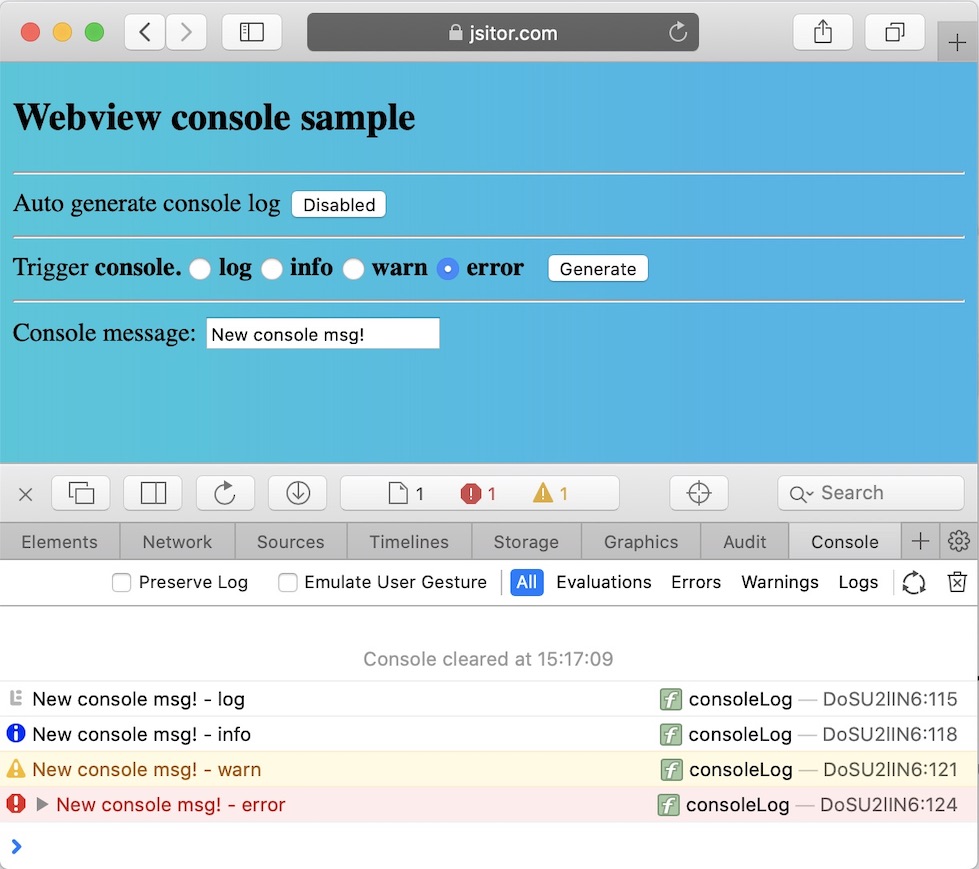 jsitor.com
Webview console sample
Auto generate console log Disabled
Trigger console. log info warn error Generate
Console message: New console msg!
1 1 1 Search
Elements Network Sources Timelines Storage Graphics Audit Console
Preserve Log Emulate User Gesture All Evaluations Errors Warnings Logs
Console cleared at 15:17:09
New console msg! - log f consoleLog — DoSU2lIN6:115
New console msg! - info f consoleLog — DoSU2lIN6:118
New console msg! - warn f consoleLog — DoSU2lIN6:121
New console msg! - error f consoleLog — DoSU2lIN6:124